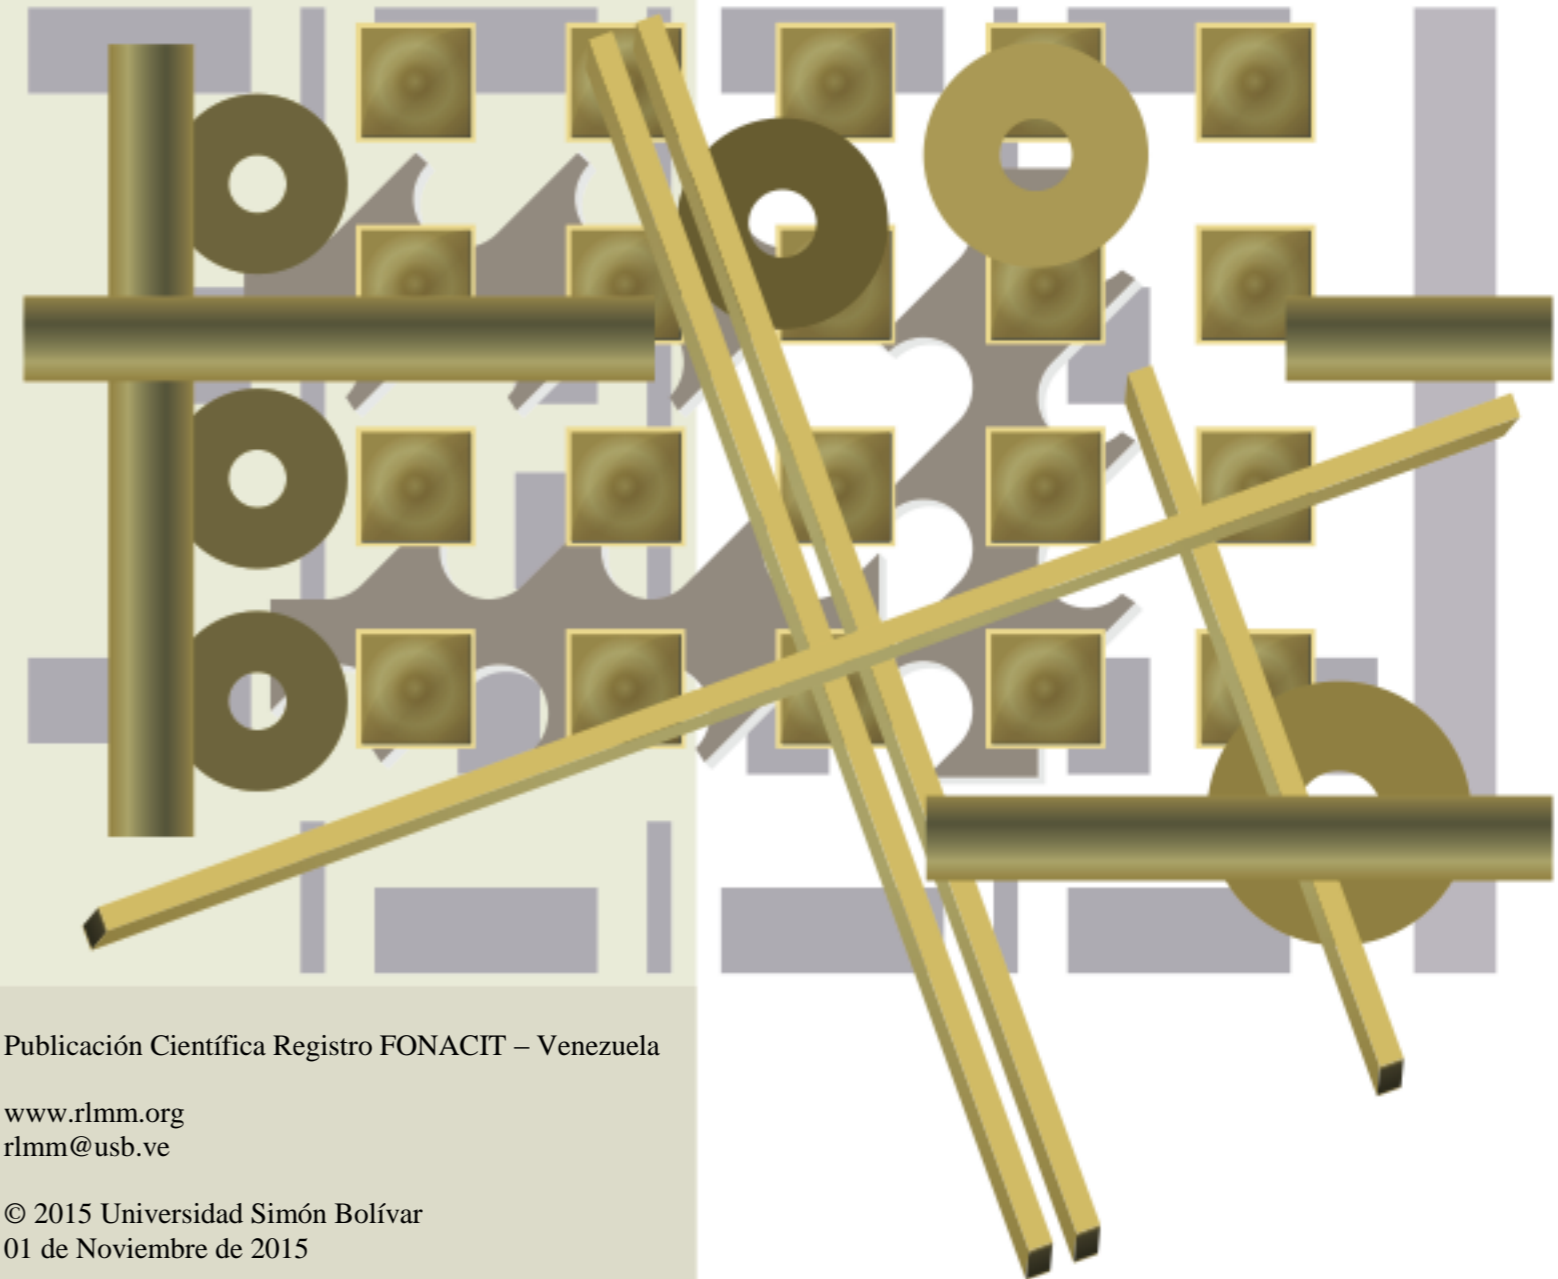 Publicación Científica Registro FONACIT – Venezuela
www.rlmm.org
rlmm@usb.ve
© 2015 Universidad Simón Bolívar
01 de Noviembre de 2015